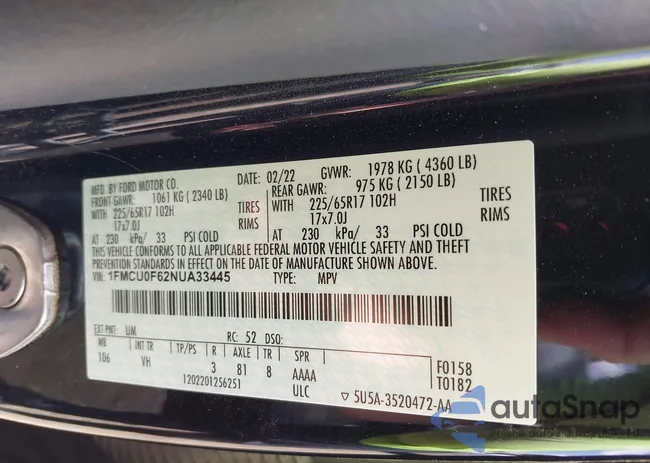 MFD. BY FORD MOTOR CO.
DATE: 02/22 GVWR: 1978 KG ( 4360 LB)
FRONT GAWR: 1061 KG ( 2340 LB)
REAR GAWR: 975 KG ( 2150 LB)
WITH 225/65R17 102H TIRES
WITH 225/65R17 102H TIRES
17x7.0J RIMS
17x7.0J RIMS
AT 230 kPa/ 33 PSI COLD
AT 230 kPa/ 33 PSI COLD
THIS VEHICLE CONFORMS TO ALL APPLICABLE FEDERAL MOTOR VEHICLE SAFETY AND THEFT
PREVENTION STANDARDS IN EFFECT ON THE DATE OF MANUFACTURE SHOWN ABOVE.
VIN: 1FMCU0F62NUA33445 TYPE: MPV
EXT PNT: UM RC: 52 DSO:
WB INT TR TP/PS R AXLE TR SPR
106 VH 3 81 8 AAAA
1202201256251 ULC
F0158
T0182
5U5A-3520472-AA
autoSnap